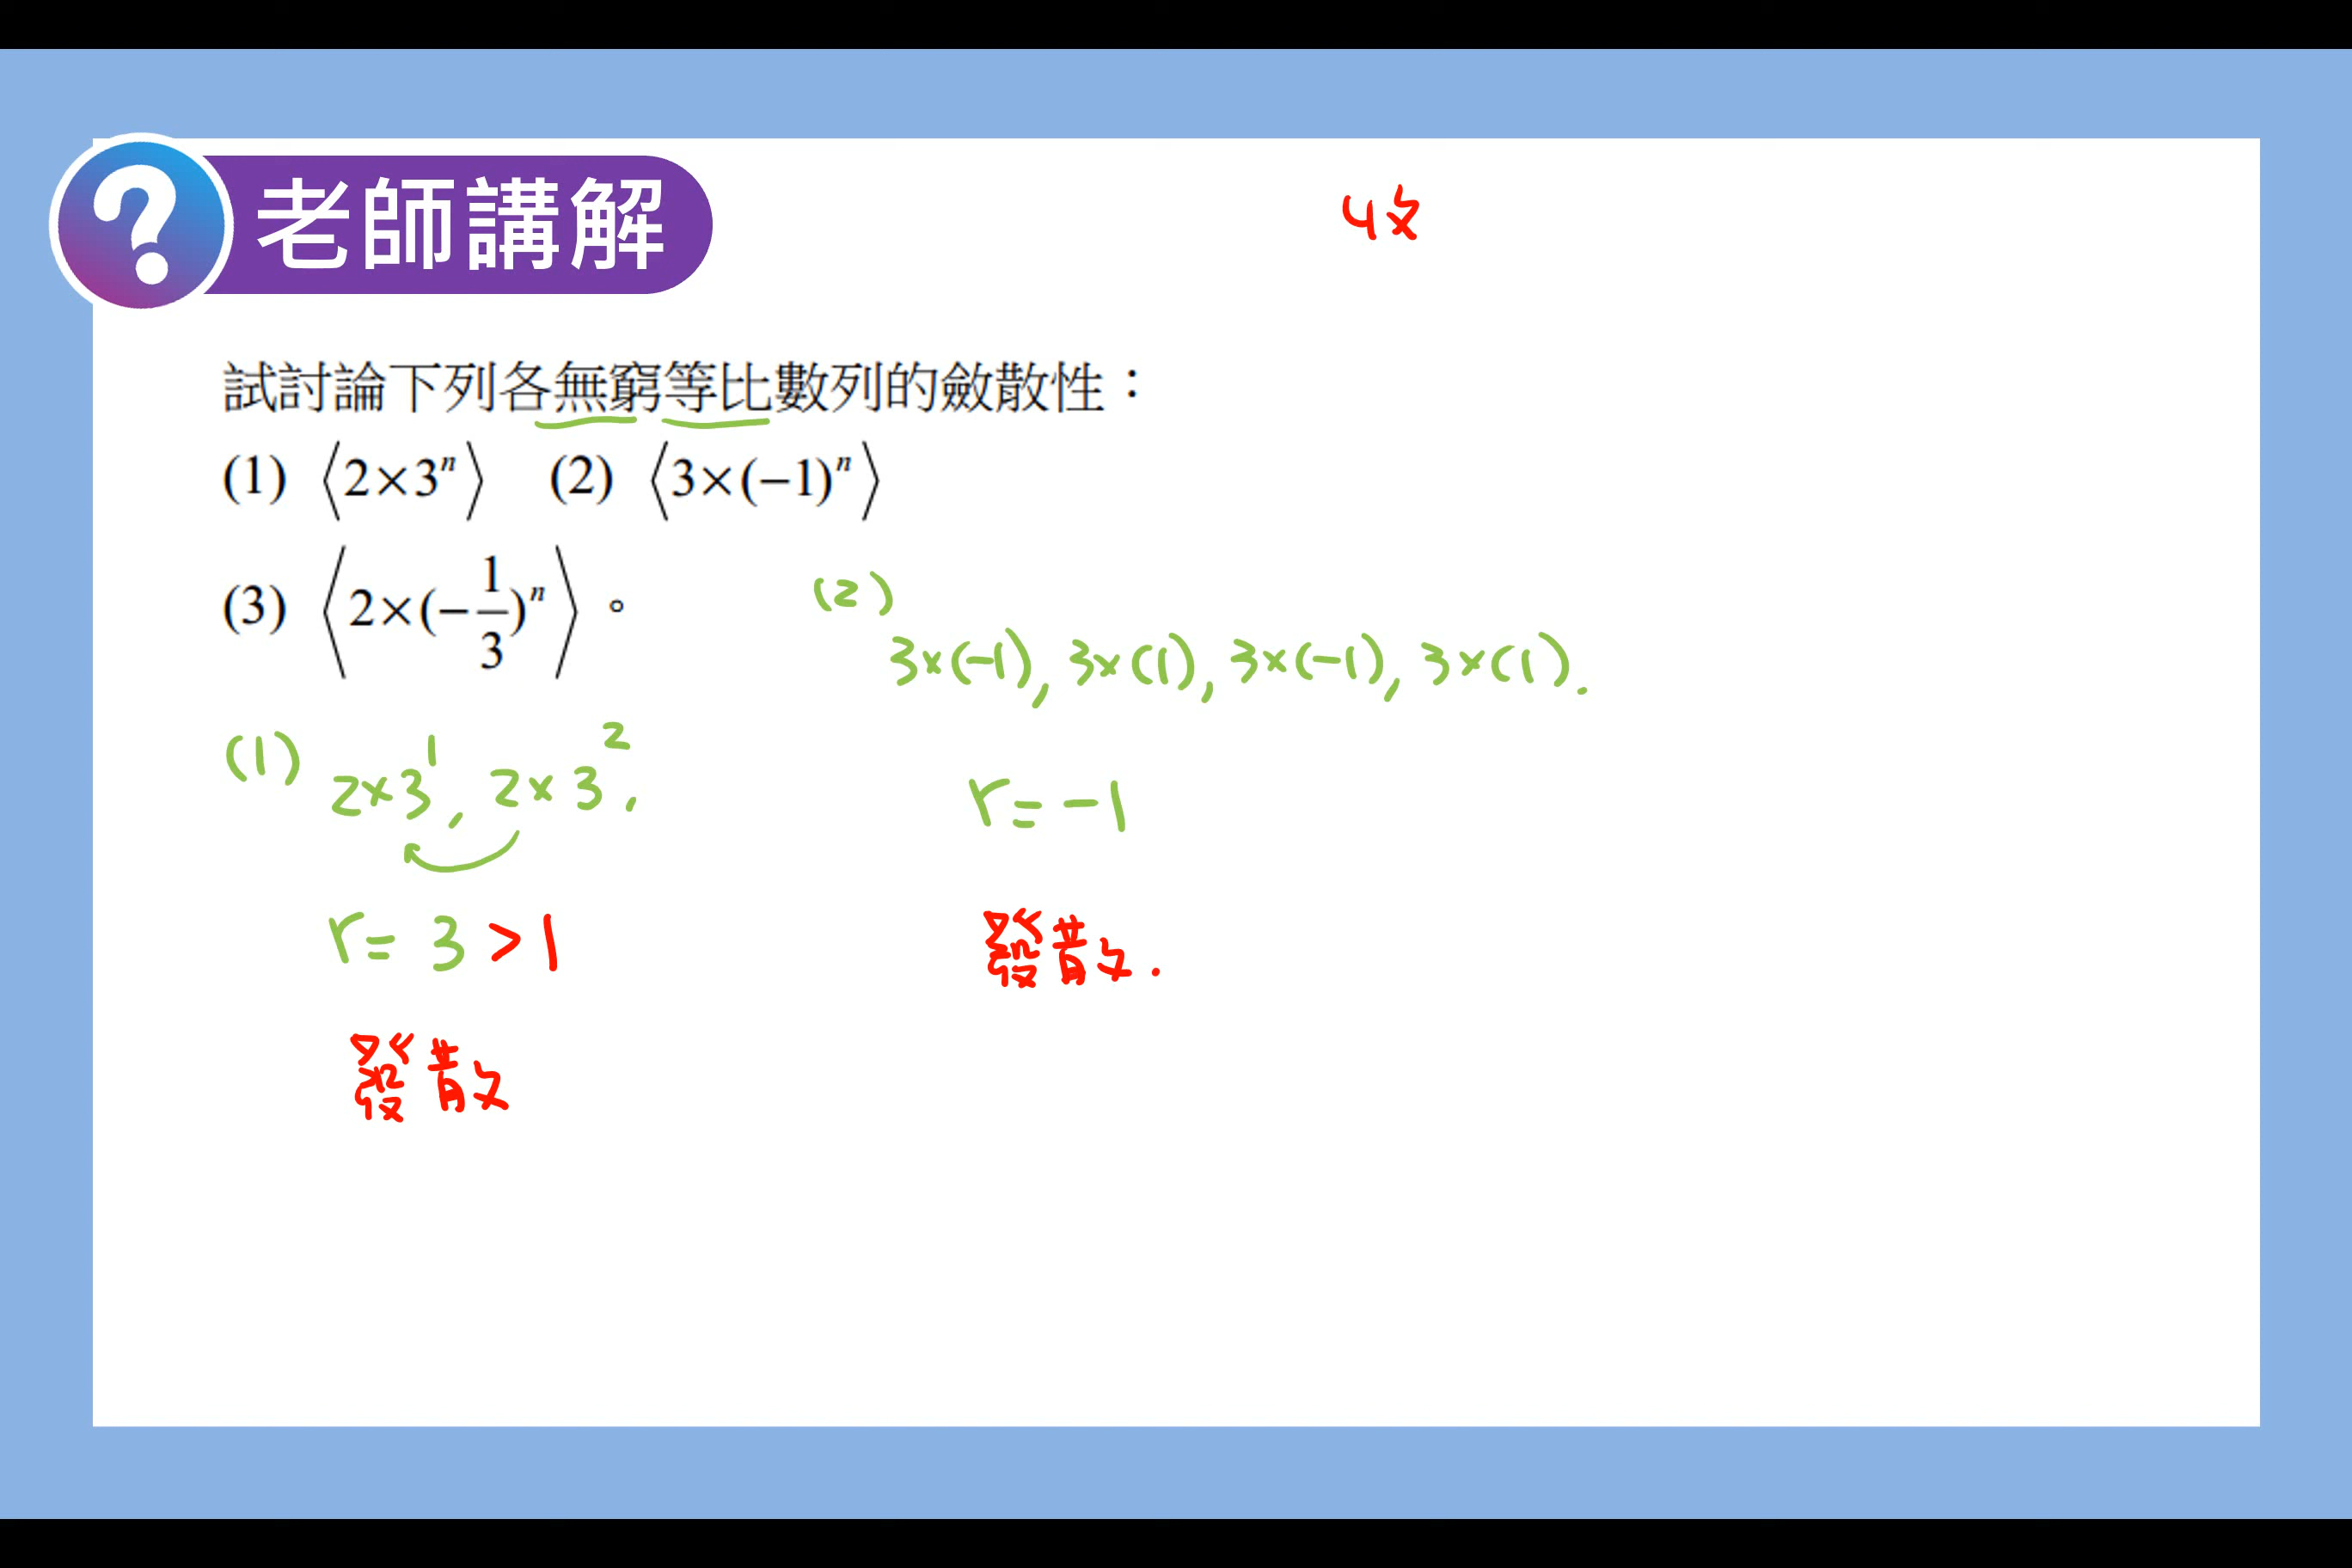 老師講解
收
試討論下列各無窮等比數列的斂散性：
(1) ⟨2×3ⁿ⟩ (2) ⟨3×(−1)ⁿ⟩
(3) ⟨2×(−1/3)ⁿ⟩。
(2)
3×(−1), 3×(1), 3×(−1), 3×(1).
(1) 2×3¹, 2×3².
r = −1
r = 3 > 1
發散.
發散